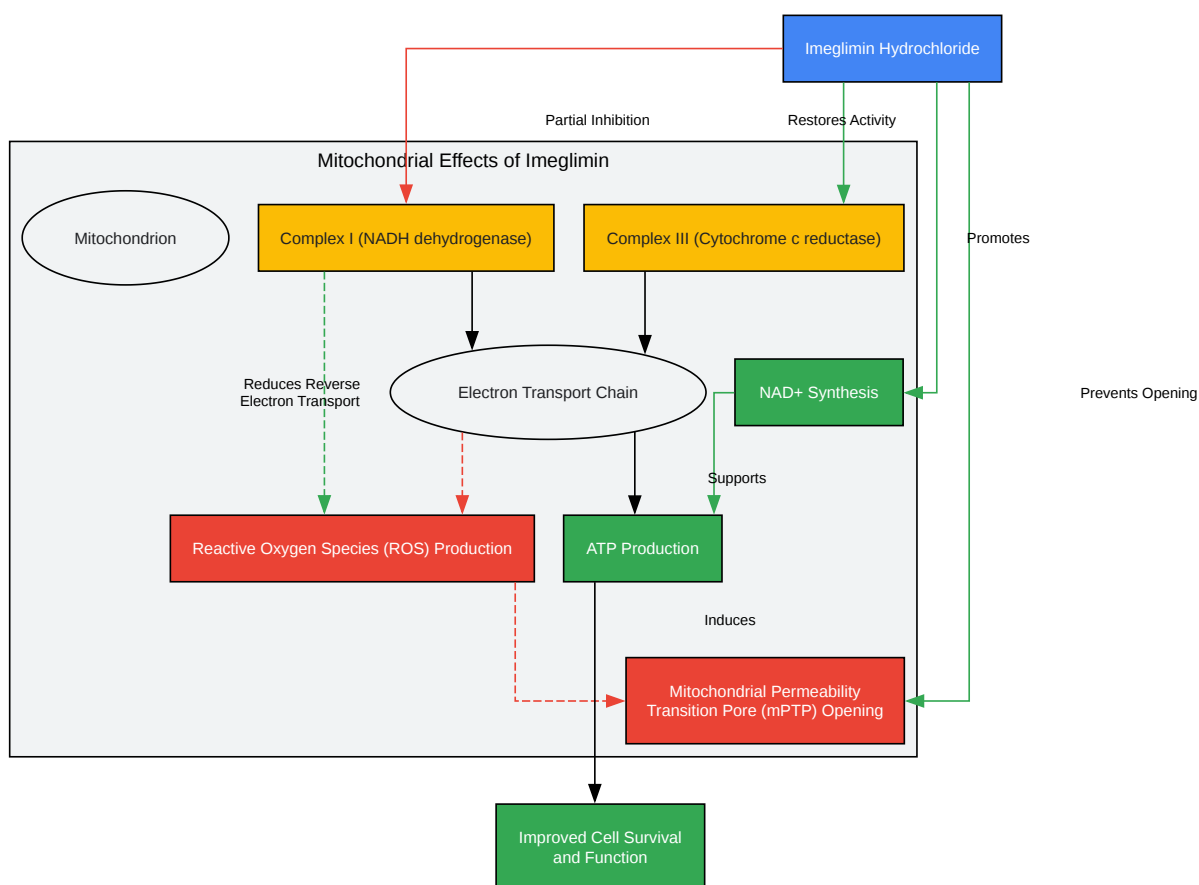 Imeglimin Hydrochloride
Partial Inhibition
Restores Activity
Mitochondrial Effects of Imeglimin
Mitochondrion
Complex I (NADH dehydrogenase)
Complex III (Cytochrome c reductase)
Promotes
Reduces Reverse
Electron Transport
Electron Transport Chain
NAD+ Synthesis
Prevents Opening
Supports
Reactive Oxygen Species (ROS) Production
ATP Production
Induces
Mitochondrial Permeability
Transition Pore (mPTP) Opening
Improved Cell Survival
and Function